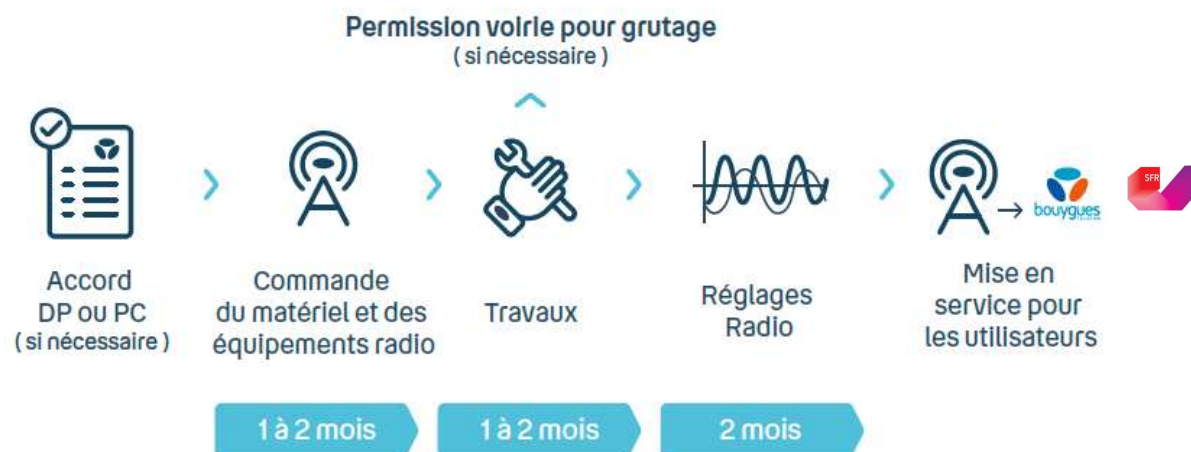 Permission voirie pour grutage
( si nécessaire )
Accord
DP ou PC
( si nécessaire )
Commande
du matériel et des
équipements radio
Travaux
Réglages
Radio
bouygues
SFR
Mise en
service pour
les utilisateurs
1 à 2 mois
1 à 2 mois
2 mois